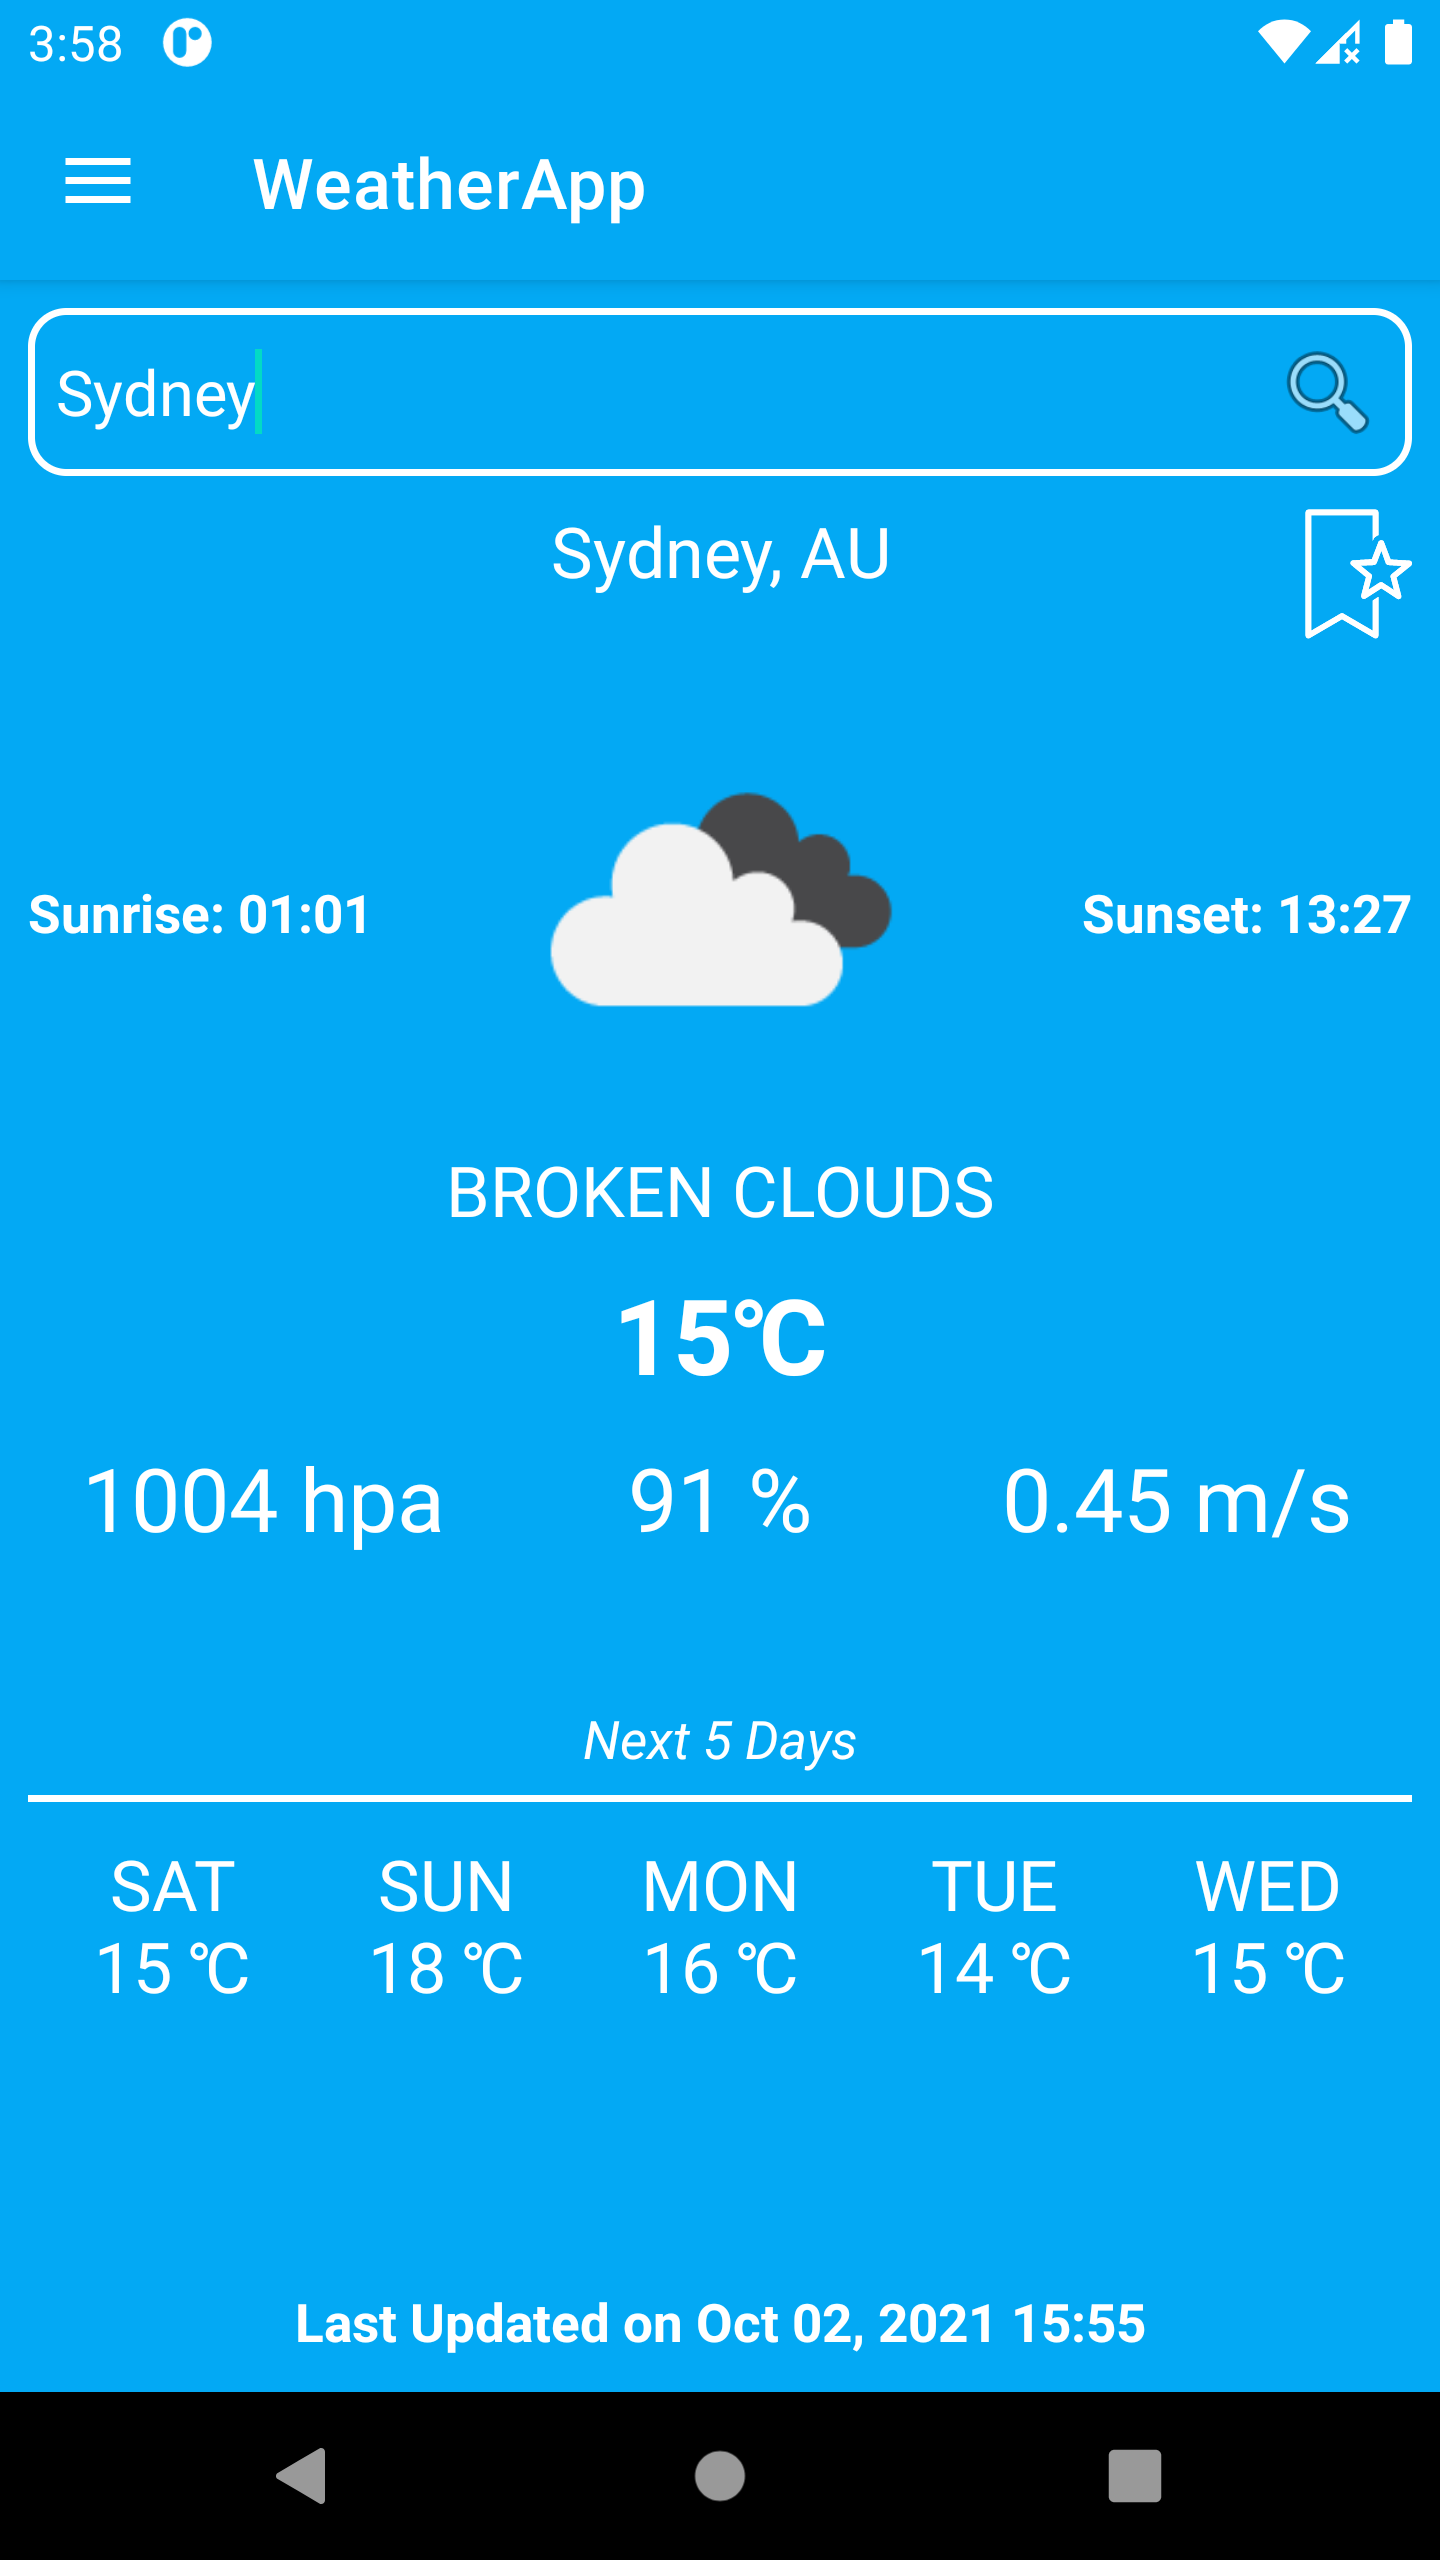 3:58
WeatherApp
Sydney
Sydney, AU
Sunrise: 01:01
Sunset: 13:27
BROKEN CLOUDS
15℃
1004 hpa 91 % 0.45 m/s
Next 5 Days
SAT SUN MON TUE WED
15 ℃ 18 ℃ 16 ℃ 14 ℃ 15 ℃
Last Updated on Oct 02, 2021 15:55